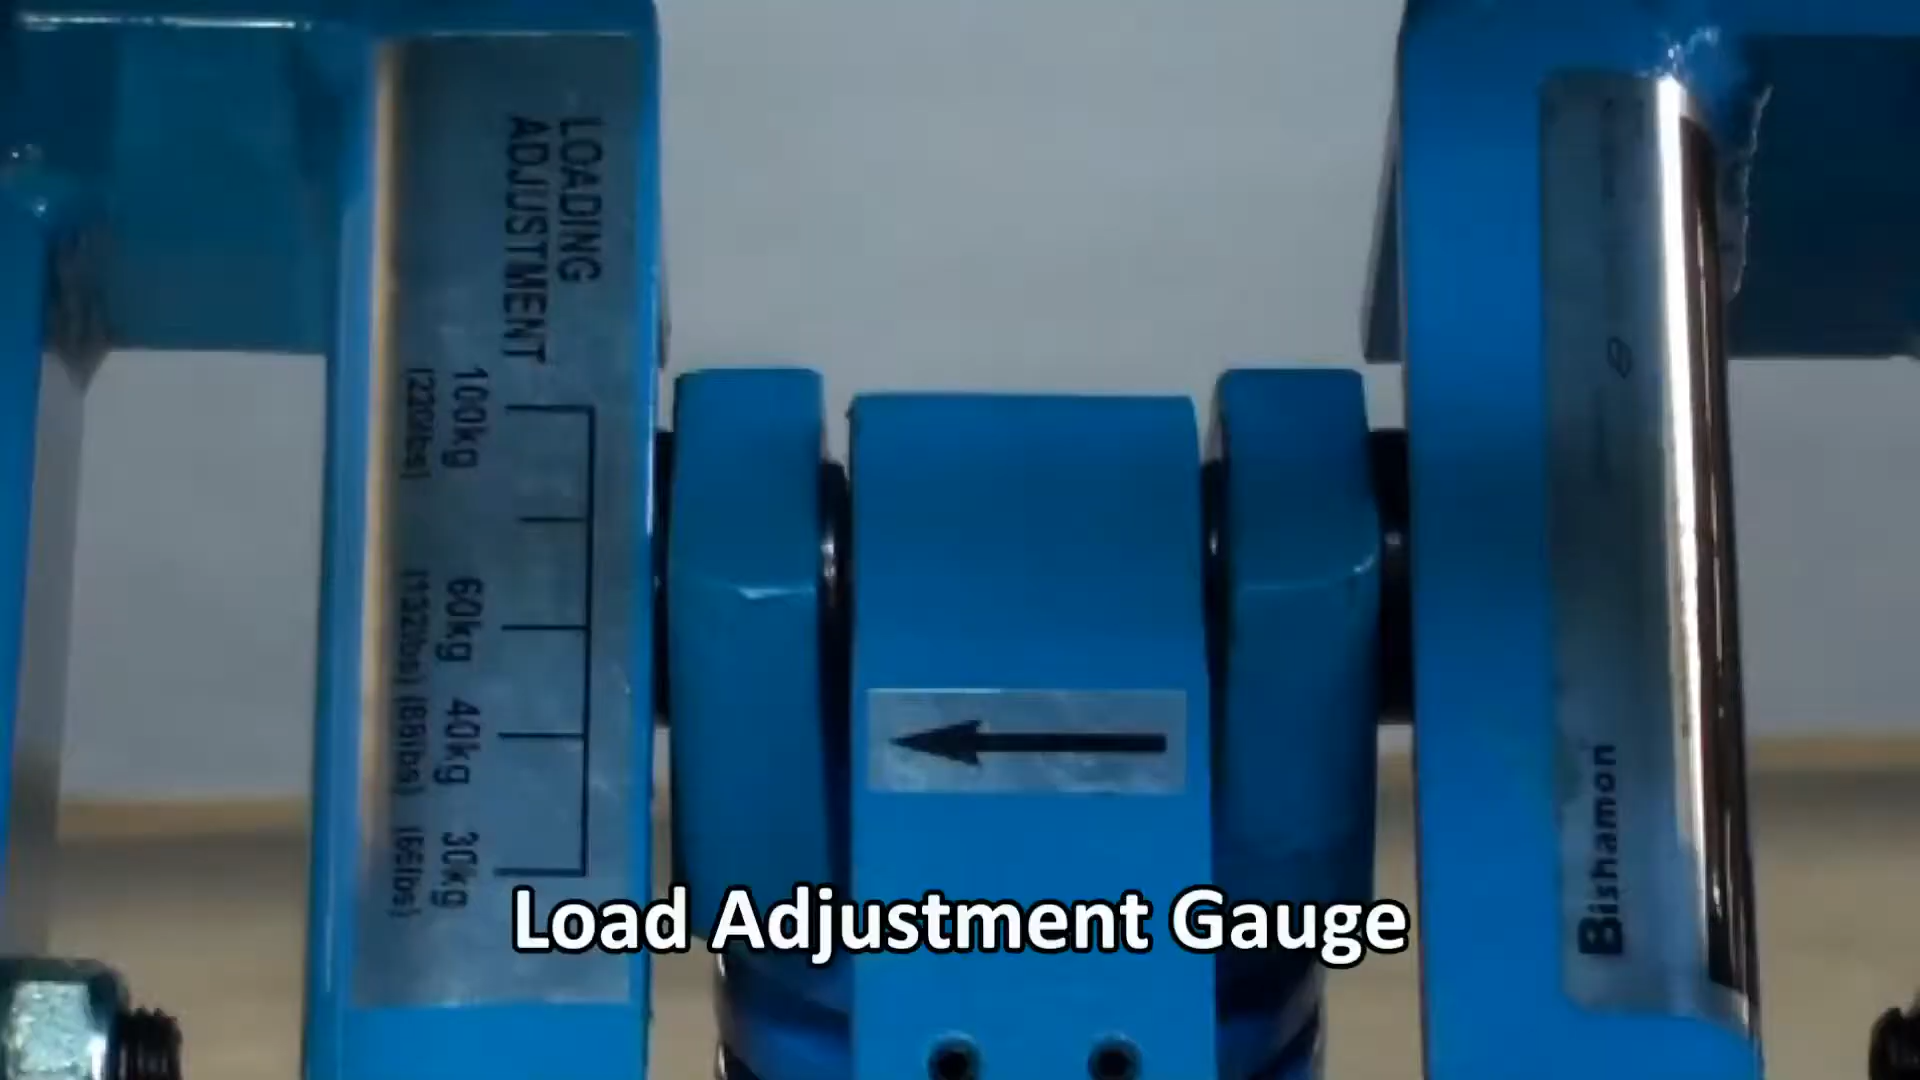 LOADING
ADJUSTMENT
100kg
(220lbs)
60kg
(132lbs)
40kg
(88lbs)
30kg
(66lbs)
Bishamon
Load Adjustment Gauge